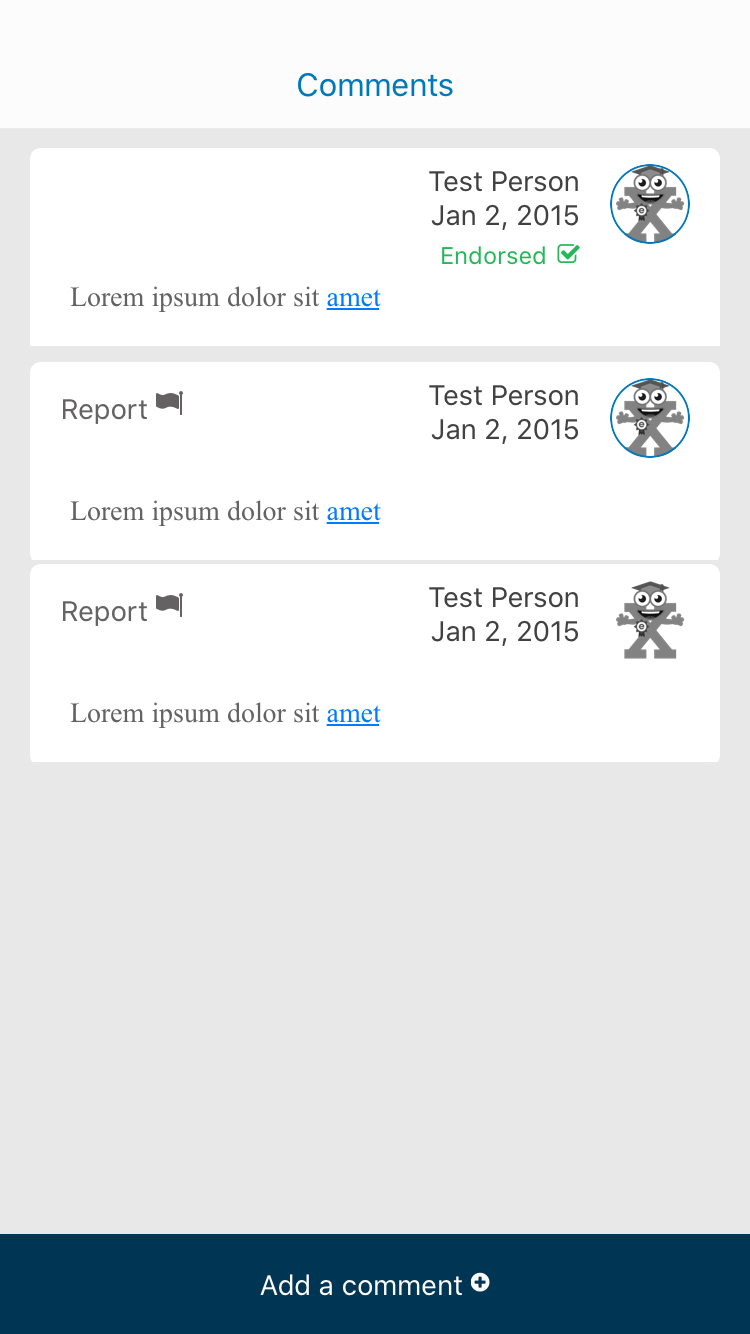 Comments
Test Person
Jan 2, 2015
Endorsed
Lorem ipsum dolor sit amet
Report
Test Person
Jan 2, 2015
Lorem ipsum dolor sit amet
Report
Test Person
Jan 2, 2015
Lorem ipsum dolor sit amet
Add a comment